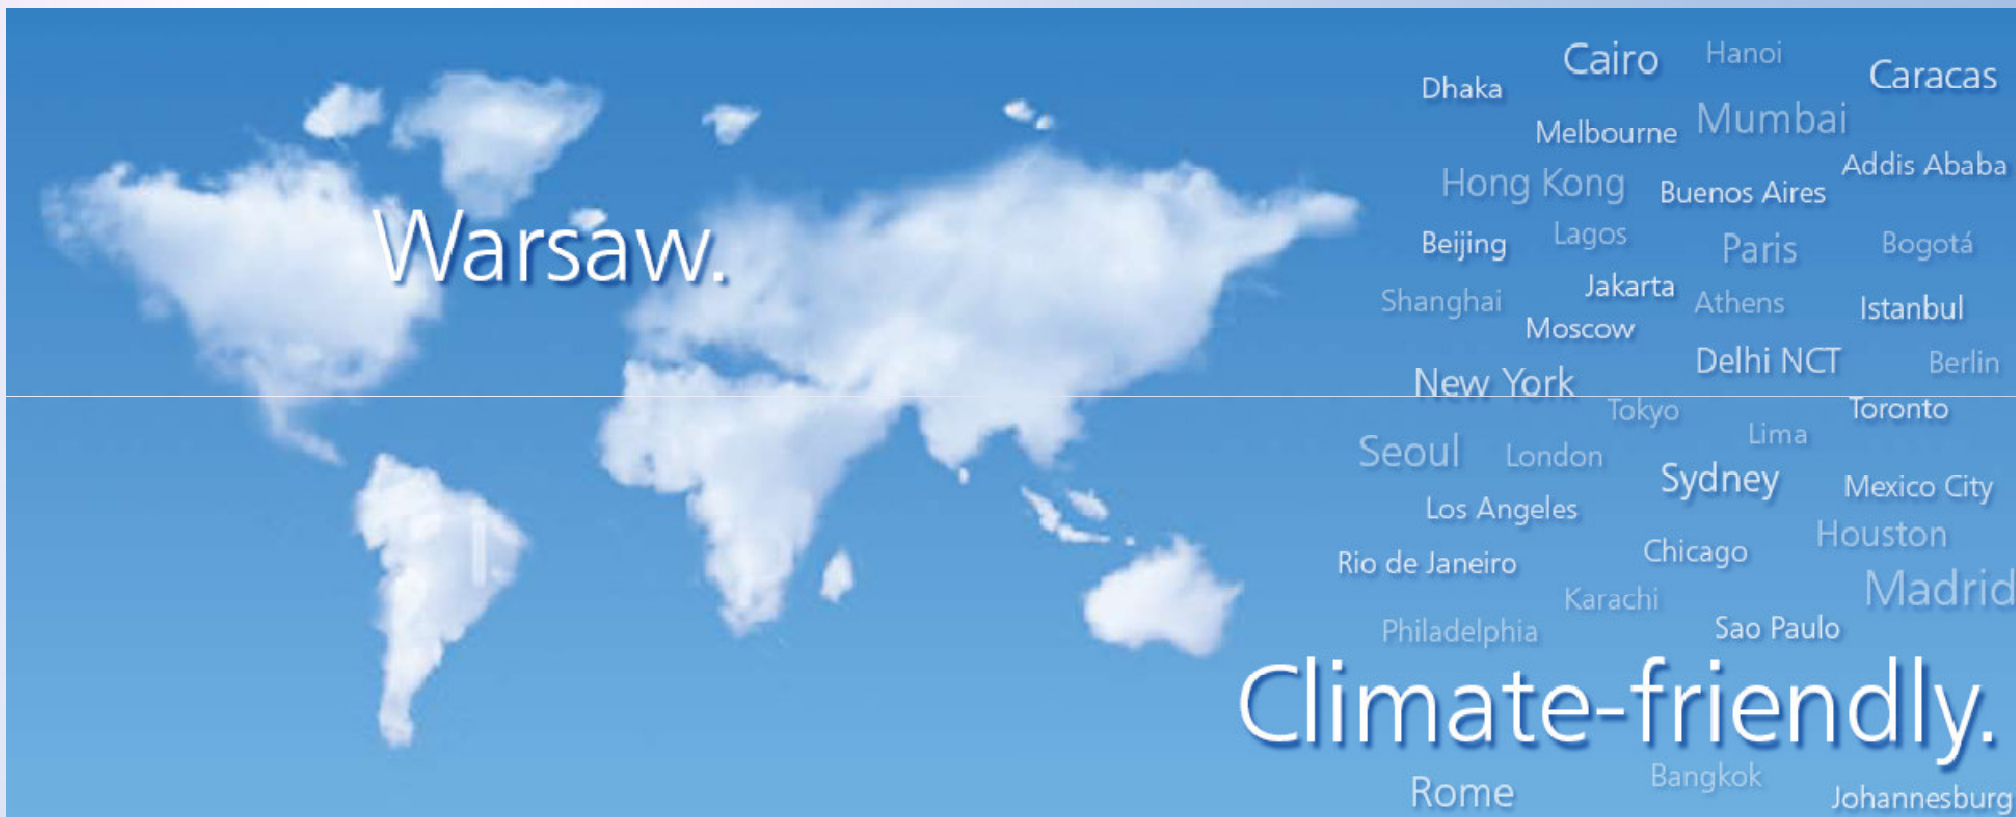 Cairo
Hanoi
Caracas
Dhaka
Mumbai
Melbourne
Addis Ababa
Hong Kong
Buenos Aires
Warsaw.
Beijing
Lagos
Paris
Bogotá
Shanghai
Jakarta
Athens
Istanbul
Moscow
Delhi NCT
Berlin
New York
Tokyo
Toronto
Lima
Seoul
London
Sydney
Mexico City
Los Angeles
Houston
Rio de Janeiro
Chicago
Karachi
Madrid
Philadelphia
Sao Paulo
Climate-friendly.
Rome
Bangkok
Johannesburg